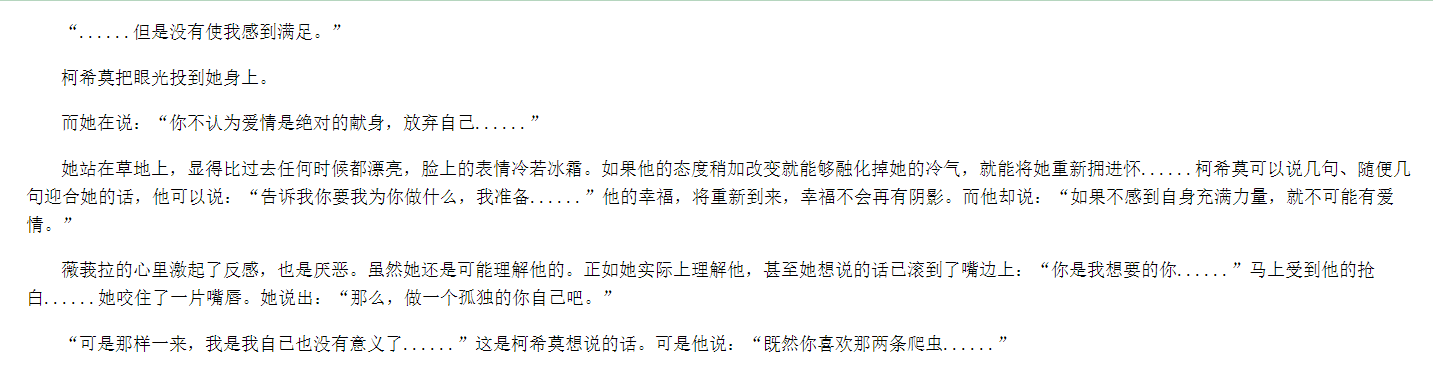 “......但是没有使我感到满足。”
柯希莫把眼光投到她身上。
而她在说：“你不认为爱情是绝对的献身，放弃自己......”
她站在草地上，显得比过去任何时候都漂亮，脸上的表情冷若冰霜。如果他的态度稍加改变就能够融化掉她的冷气，就能将她重新拥进怀......柯希莫可以说几句、随便几
句迎合她的话，他可以说：“告诉我你要我为你做什么，我准备......”他的幸福，将重新到来，幸福不会再有阴影。而他却说：“如果不感到自身充满力量，就不可能有爱
情。”
薇莪拉的心里激起了反感，也是厌恶。虽然她还是可能理解他的。正如她实际上理解他，甚至她想说的话已滚到了嘴边上：“你是我想要的你......”马上受到他的抢
白......她咬住了一片嘴唇。她说出：“那么，做一个孤独的你自己吧。”
“可是那样一来，我是我自已也没有意义了......”这是柯希莫想说的话。可是他说：“既然你喜欢那两条爬虫......”